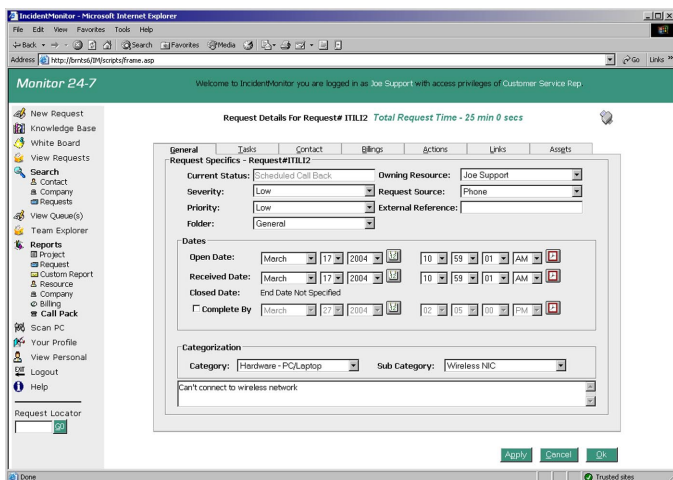 IncidentMonitor - Microsoft Internet Explorer
File Edit View Favorites Tools Help
Back Search Favorites Media
Address http://brnts6/IM/scripts/frame.asp Go Links »
Monitor 24-7 Welcome to IncidentMonitor you are logged in as Joe Support with access privileges of Customer Service Rep.
New Request
Knowledge Base
White Board
View Requests
Search
Contact
Company
Requests
View Queue(s)
Team Explorer
Reports
Project
Request
Custom Report
Resource
Company
Billing
Call Pack
Scan PC
Your Profile
View Personal
EXIT Logout
Help
Request Locator
GO
Request Details For Request# ITILI2 Total Request Time - 25 min 0 secs
General Tasks Contact Billings Actions Links Assets
Request Specifics - Request#ITILI2
Current Status: Scheduled Call Back Owning Resource: Joe Support
Severity: Low Request Source: Phone
Priority: Low External Reference:
Folder: General
Dates
Open Date: March 17 2004 10 59 01 AM
Received Date: March 17 2004 10 59 01 AM
Closed Date: End Date Not Specified
Complete By March 27 2004 02 05 00 PM
Categorization
Category: Hardware - PC/Laptop Sub Category: Wireless NIC
Can't connect to wireless network
Apply Cancel Ok
Done Trusted sites